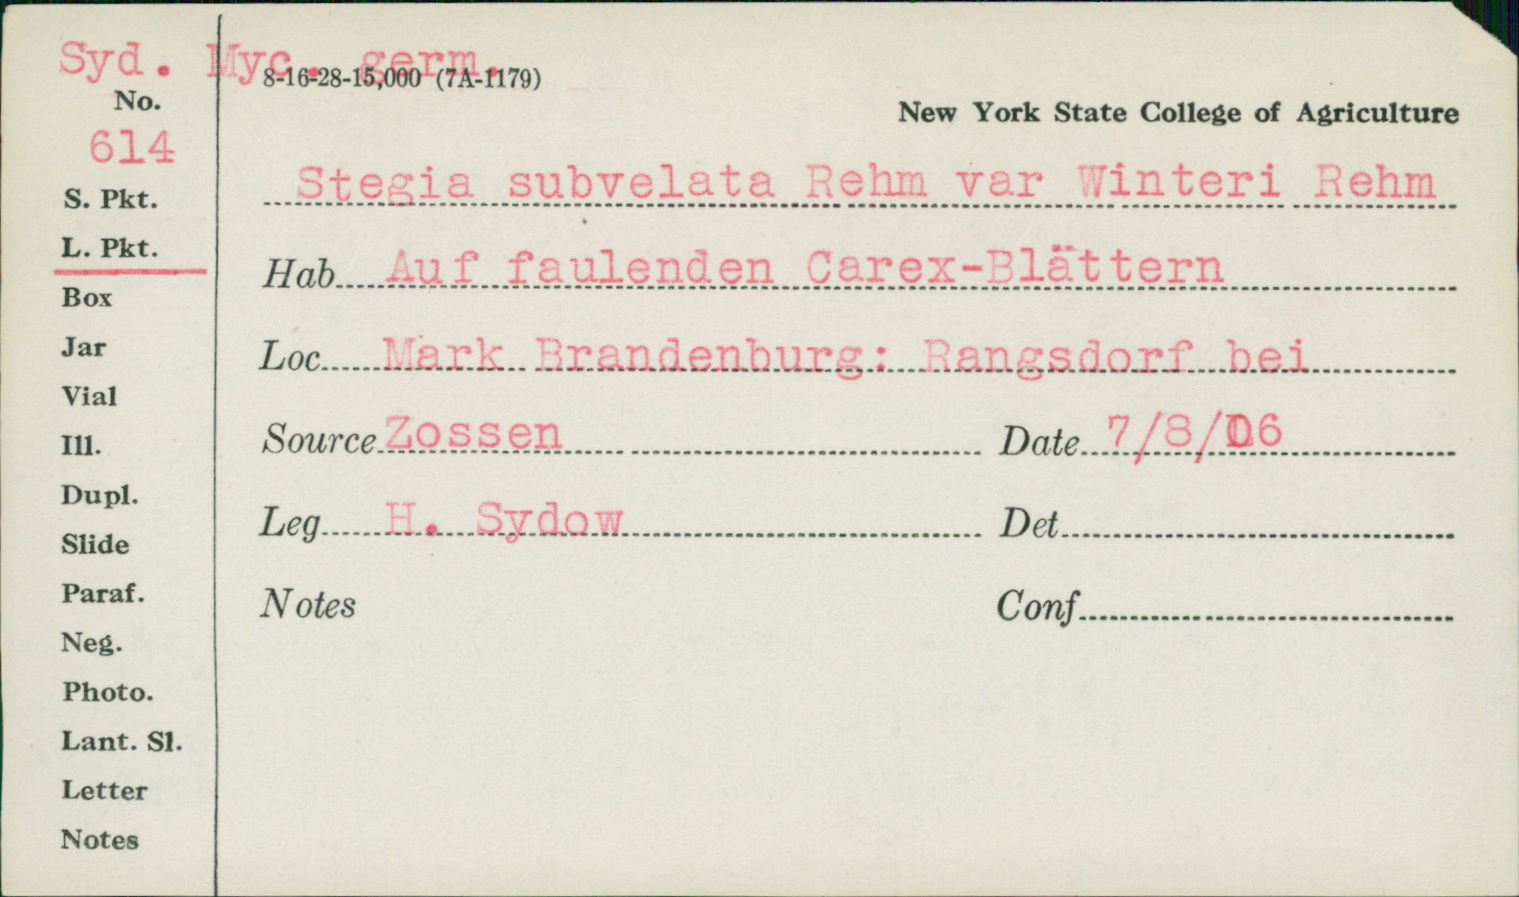 Syd. Myc. germ.
8-16-28-15,000 (7A-1179)
No.
New York State College of Agriculture
614
Stegia subvelata Rehm var Winteri Rehm
S. Pkt.
L. Pkt.
Hab Auf faulenden Carex-Blättern
Box
Jar
Loc Mark Brandenburg: Rangsdorf bei
Vial
Ill.
Source Zossen Date 7/8/06
Dupl.
Leg H. Sydow Det
Slide
Paraf.
Notes Conf
Neg.
Photo.
Lant. Sl.
Letter
Notes